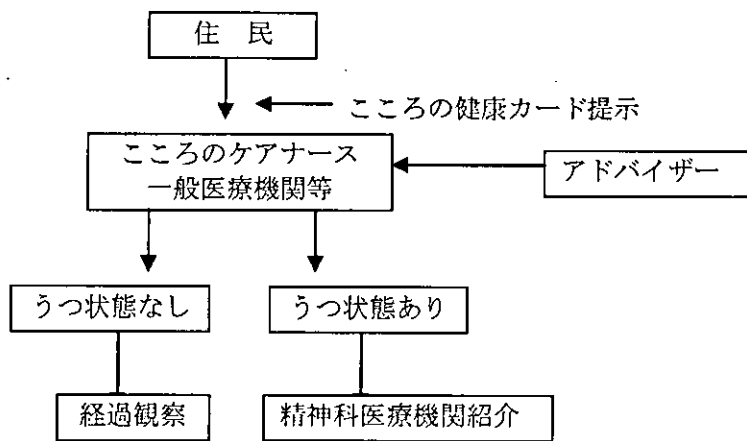 住　民
こころの健康カード提示
こころのケアナース
一般医療機関等
アドバイザー
うつ状態なし
うつ状態あり
経過観察
精神科医療機関紹介